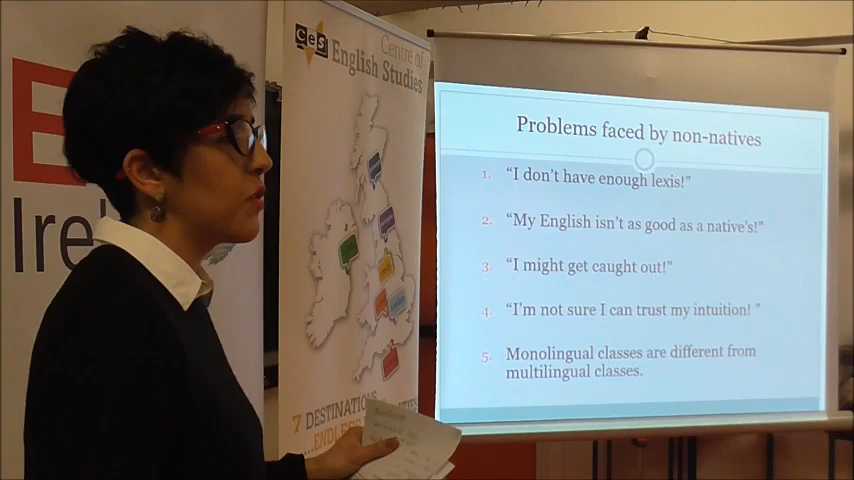 E
Irel
ces
Centre of
English Studies
7 DESTINATIONS
...ENDLESS
Problems faced by non-natives
1. “I don’t have enough lexis!”
2. “My English isn’t as good as a native’s!”
3. “I might get caught out!”
4. “I’m not sure I can trust my intuition! ”
5. Monolingual classes are different from
multilingual classes.